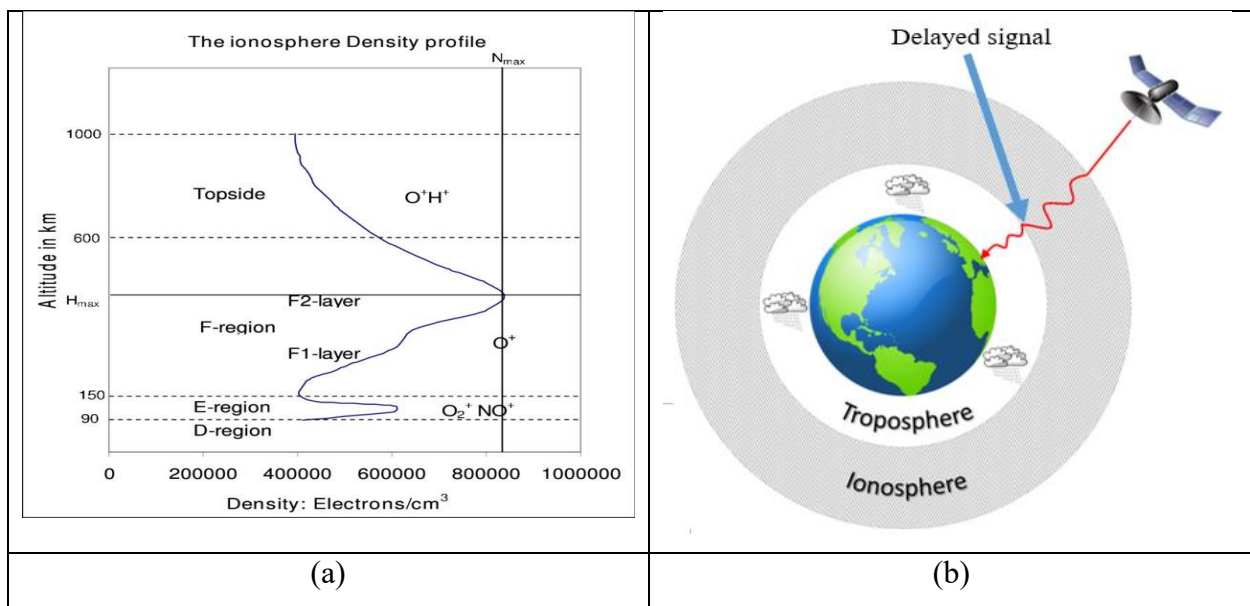 The ionosphere Density profile
Nmax
1000
Topside
O⁺H⁺
600
Altitude in km
Hmax
F2-layer
F-region
O⁺
F1-layer
150
E-region
O₂⁺ NO⁺
90
D-region
0 200000 400000 600000 800000 1000000
Density: Electrons/cm³
(a)
Delayed signal
Troposphere
Ionosphere
(b)